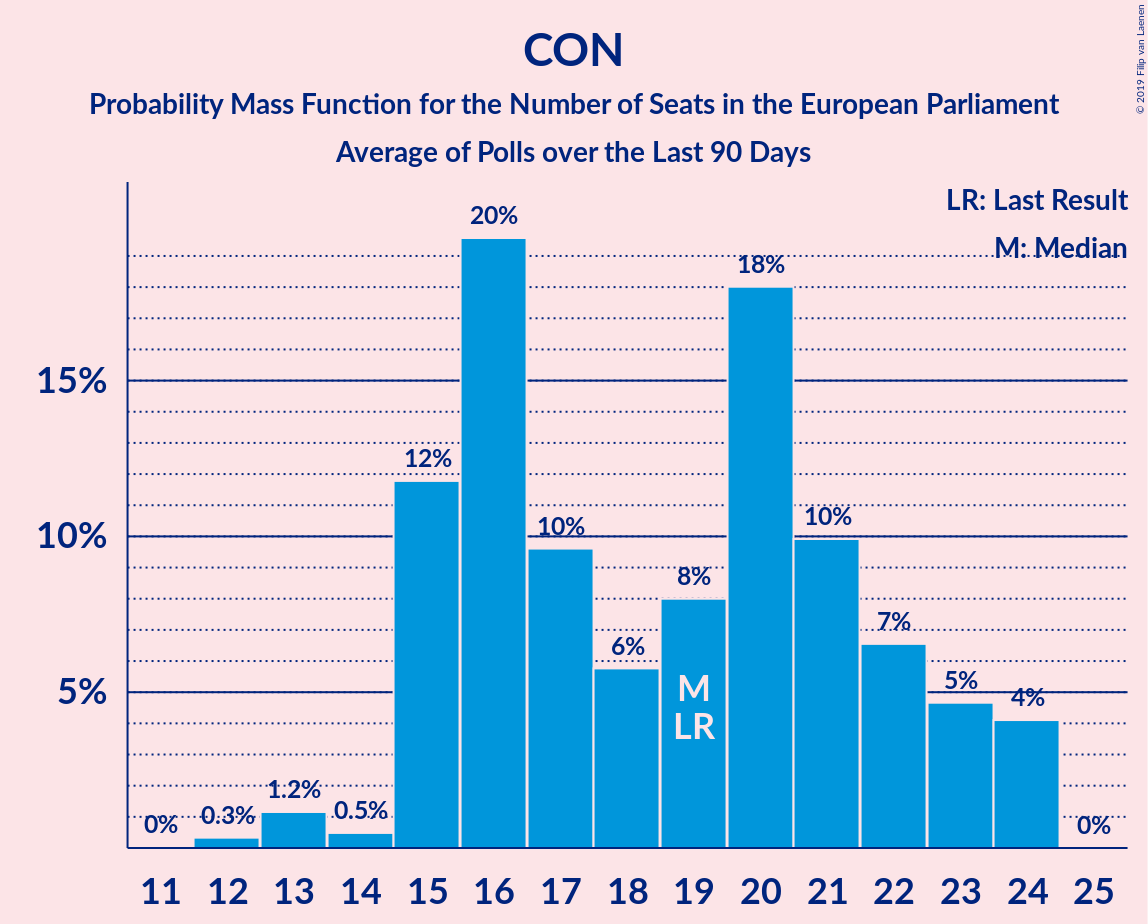 CON
Probability Mass Function for the Number of Seats in the European Parliament
Average of Polls over the Last 90 Days
© 2019 Filip van Laenen
LR: Last Result
M: Median
20%
18%
15%
12%
10%
10%
10%
8%
7%
6%
5%
5%
4%
M
LR
1.2%
0.5%
0.3%
0%
0%
11 12 13 14 15 16 17 18 19 20 21 22 23 24 25